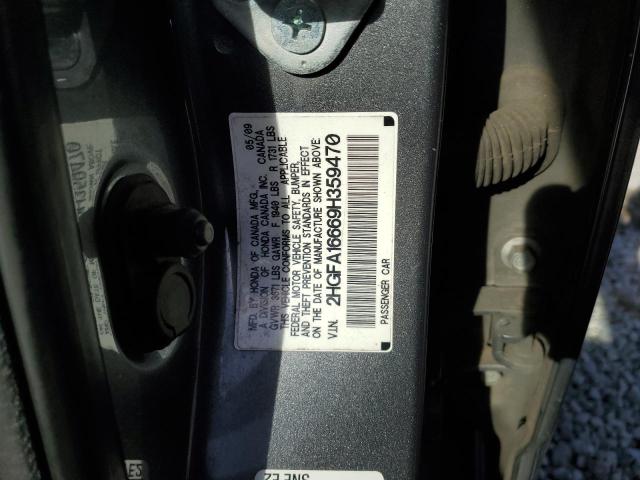 MFD. BY HONDA OF CANADA MFG. 05/09
A DIVISION OF HONDA CANADA INC. CANADA
GVWR 3671 LBS GAWR F 1940 LBS R 1731 LBS
THIS VEHICLE CONFORMS TO ALL APPLICABLE
FEDERAL MOTOR VEHICLE SAFETY, BUMPER,
AND THEFT PREVENTION STANDARDS IN EFFECT
ON THE DATE OF MANUFACTURE SHOWN ABOVE.
V.I.N. 2HGFA16669H359470
PASSENGER CAR